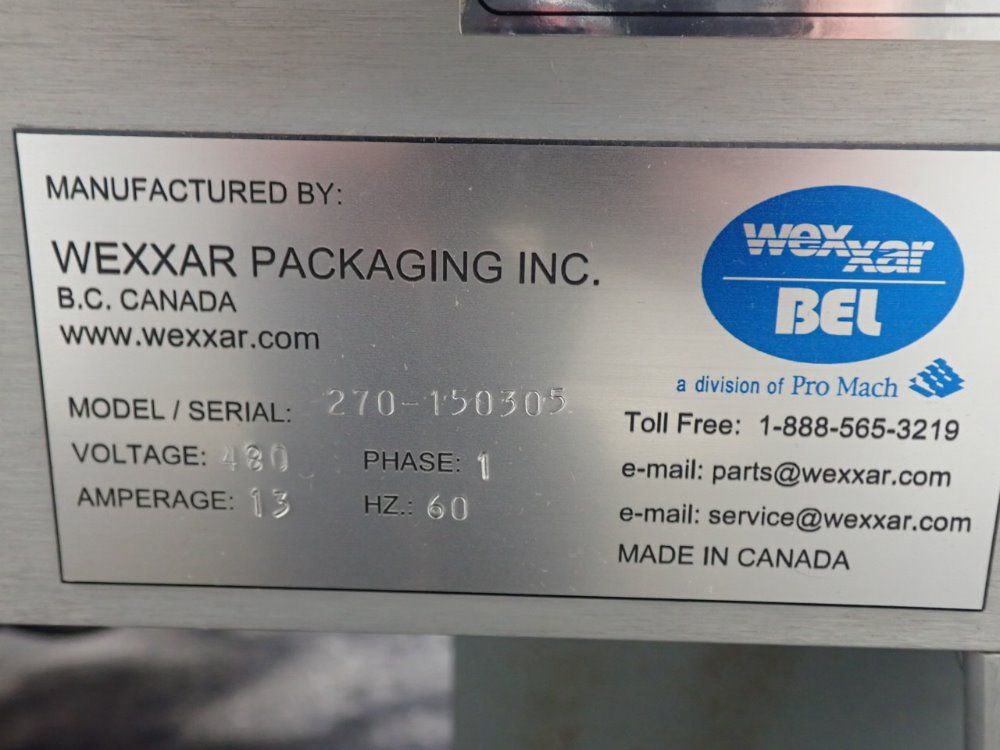 MANUFACTURED BY:
WEXXAR PACKAGING INC.
B.C. CANADA
www.wexxar.com
MODEL / SERIAL: 270-150305
VOLTAGE: 480 PHASE: 1
AMPERAGE: 13 HZ.: 60
wexxar
BEL
a division of Pro Mach
Toll Free: 1-888-565-3219
e-mail: parts@wexxar.com
e-mail: service@wexxar.com
MADE IN CANADA